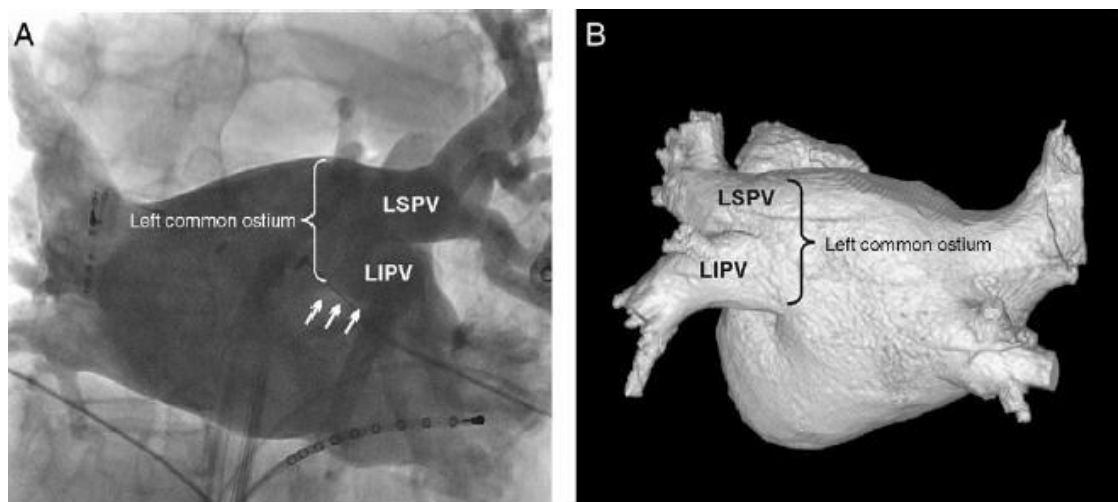 A
LSPV
Left common ostium
LIPV
B
LSPV
Left common ostium
LIPV